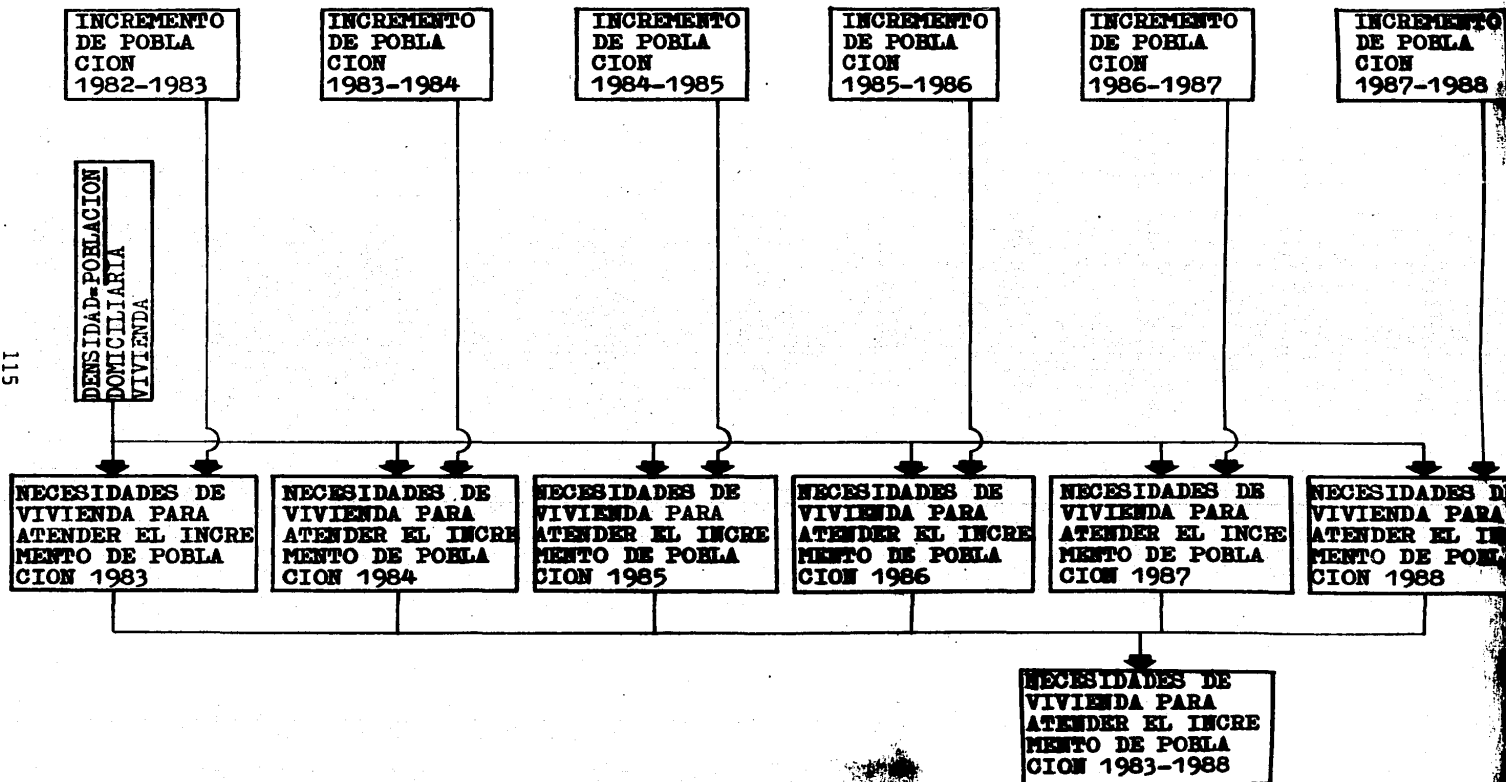 INCREMENTO
DE POBLA
CION
1982-1983
INCREMENTO
DE POBLA
CION
1983-1984
INCREMENTO
DE POBLA
CION
1984-1985
INCREMENTO
DE POBLA
CION
1985-1986
INCREMENTO
DE POBLA
CION
1986-1987
INCREMENTO
DE POBLA
CION
1987-1988
DENSIDAD=POBLACION
DOMICILIARIA
VIVIENDA
115
NECESIDADES DE
VIVIENDA PARA
ATENDER EL INCRE
MENTO DE POBLA
CION 1983
NECESIDADES DE
VIVIENDA PARA
ATENDER EL INCRE
MENTO DE POBLA
CION 1984
NECESIDADES DE
VIVIENDA PARA
ATENDER EL INCRE
MENTO DE POBLA
CION 1985
NECESIDADES DE
VIVIENDA PARA
ATENDER EL INCRE
MENTO DE POBLA
CION 1986
NECESIDADES DE
VIVIENDA PARA
ATENDER EL INCRE
MENTO DE POBLA
CION 1987
NECESIDADES D
VIVIENDA PARA
ATENDER EL IN
MENTO DE POBL
CION 1988
NECESIDADES DE
VIVIENDA PARA
ATENDER EL INCRE
MENTO DE POBLA
CION 1983-1988